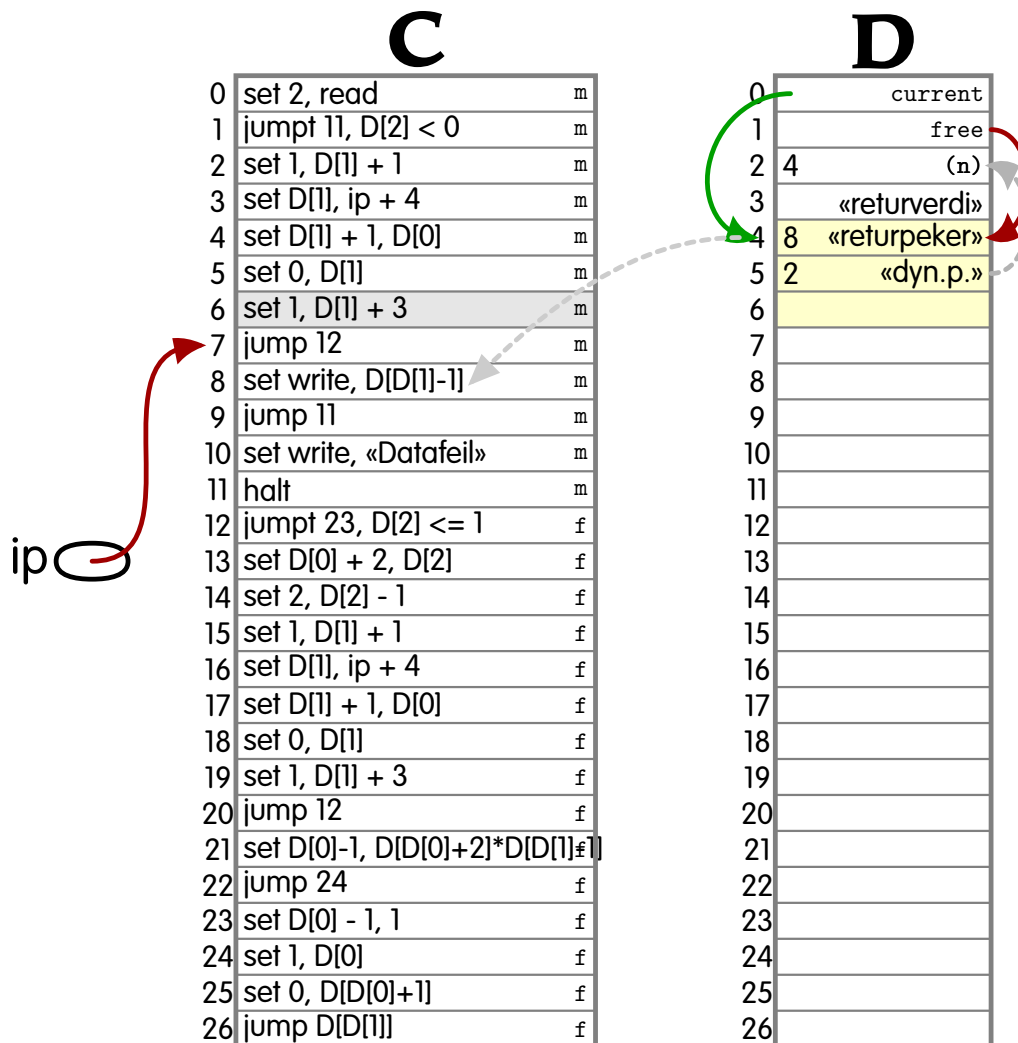 C D
0 set 2, read m 0 current
1 jumpt 11, D[2] < 0 m 1 free
2 set 1, D[1] + 1 m 2 4 (n)
3 set D[1], ip + 4 m 3 «returverdi»
4 set D[1] + 1, D[0] m 4 8 «returpeker»
5 set 0, D[1] m 5 2 «dyn.p.»
6 set 1, D[1] + 3 m 6
7 jump 12 m 7
8 set write, D[D[1]-1] m 8
9 jump 11 m 9
10 set write, «Datafeil» m 10
11 halt m 11
12 jumpt 23, D[2] <= 1 f 12
ip 13 set D[0] + 2, D[2] f 13
14 set 2, D[2] - 1 f 14
15 set 1, D[1] + 1 f 15
16 set D[1], ip + 4 f 16
17 set D[1] + 1, D[0] f 17
18 set 0, D[1] f 18
19 set 1, D[1] + 3 f 19
20 jump 12 f 20
21 set D[0]-1, D[D[0]+2]*D[D[1]-1] f 21
22 jump 24 f 22
23 set D[0] - 1, 1 f 23
24 set 1, D[0] f 24
25 set 0, D[D[0]+1] f 25
26 jump D[D[1]] f 26